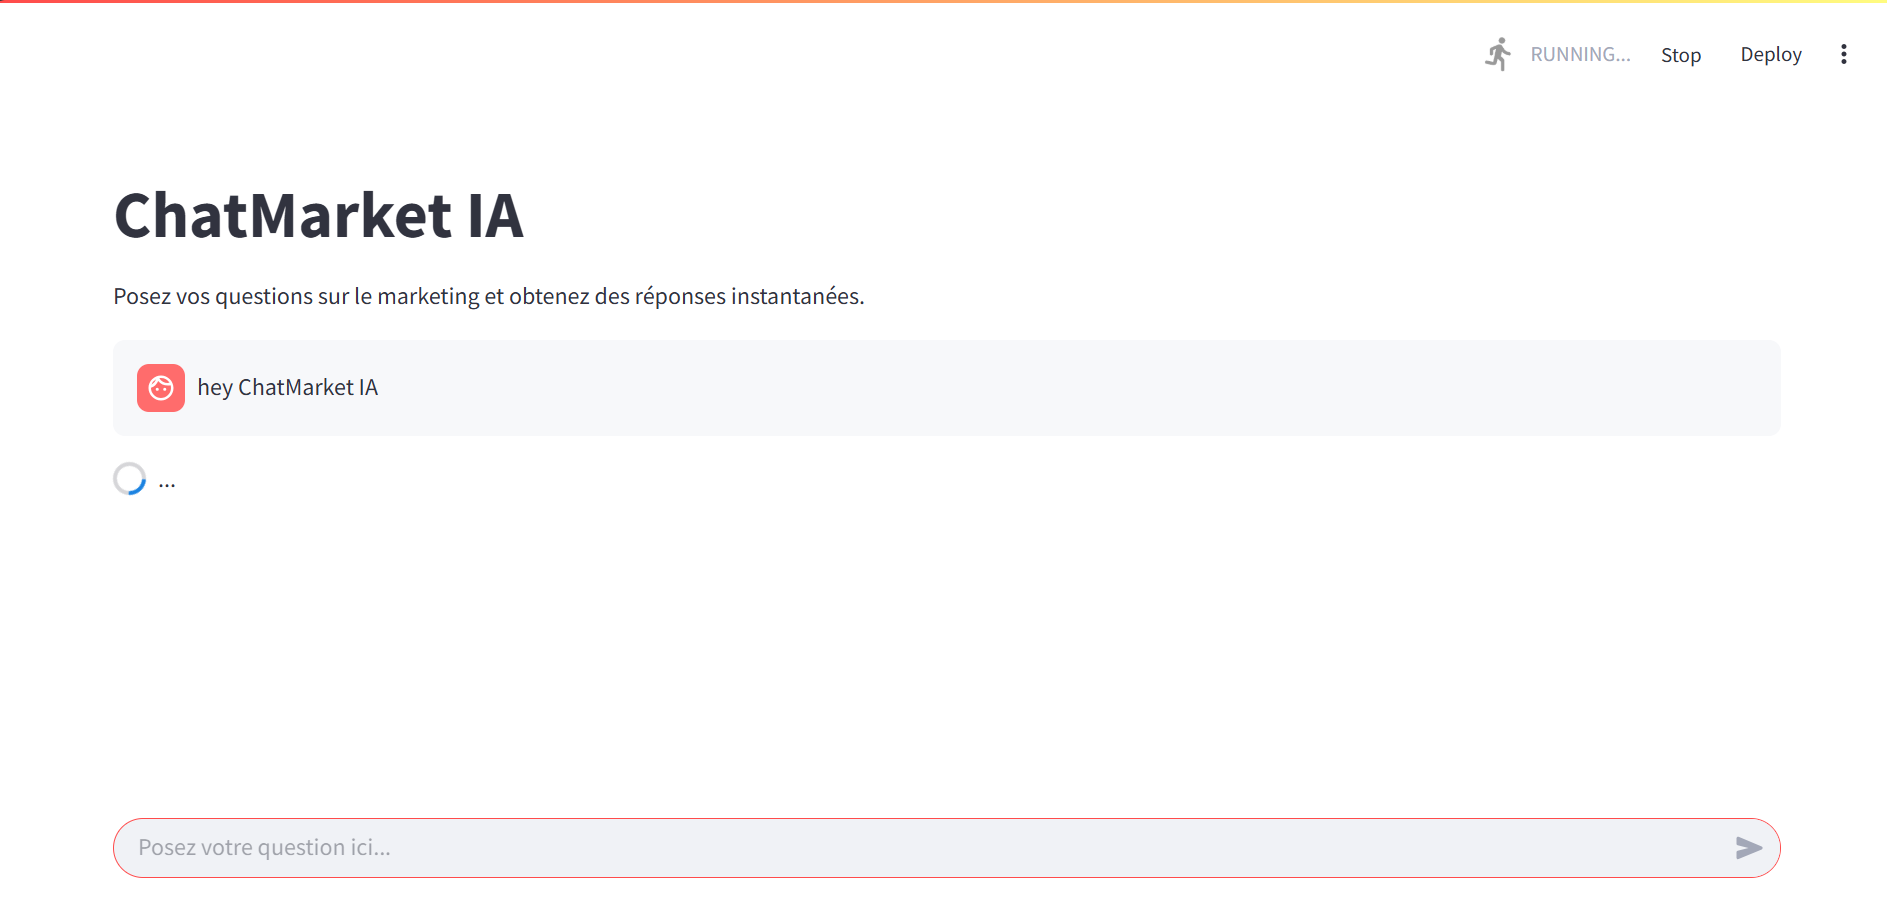 RUNNING...
Stop
Deploy
ChatMarket IA
Posez vos questions sur le marketing et obtenez des réponses instantanées.
hey ChatMarket IA
...
Posez votre question ici...